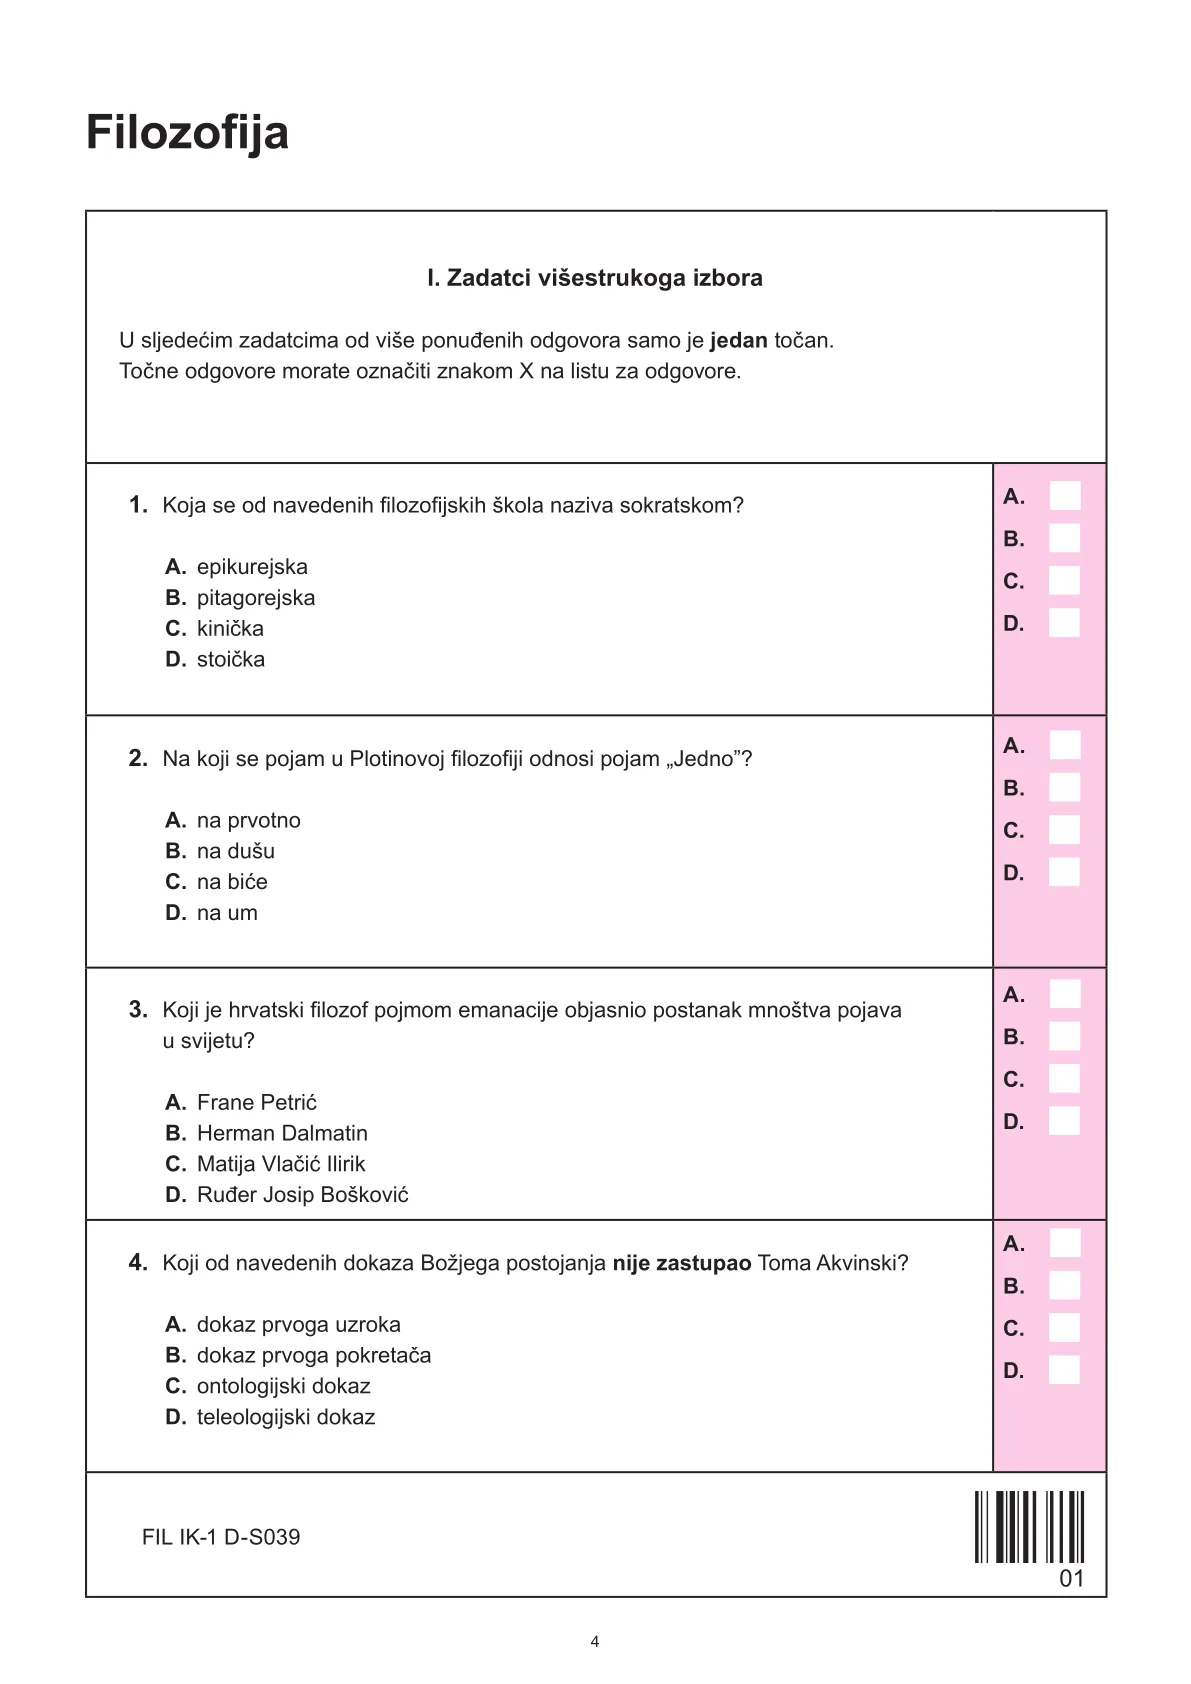 Filozofija
I. Zadatci višestrukoga izbora
U sljedećim zadatcima od više ponuđenih odgovora samo je jedan točan.
Točne odgovore morate označiti znakom X na listu za odgovore.
1. Koja se od navedenih filozofijskih škola naziva sokratskom?
A. epikurejska
B. pitagorejska
C. kinička
D. stoička
A.
B.
C.
D.
2. Na koji se pojam u Plotinovoj filozofiji odnosi pojam „Jedno”?
A. na prvotno
B. na dušu
C. na biće
D. na um
A.
B.
C.
D.
3. Koji je hrvatski filozof pojmom emanacije objasnio postanak mnoštva pojava
u svijetu?
A. Frane Petrić
B. Herman Dalmatin
C. Matija Vlačić Ilirik
D. Ruđer Josip Bošković
A.
B.
C.
D.
4. Koji od navedenih dokaza Božjega postojanja nije zastupao Toma Akvinski?
A. dokaz prvoga uzroka
B. dokaz prvoga pokretača
C. ontologijski dokaz
D. teleologijski dokaz
A.
B.
C.
D.
FIL IK-1 D-S039
01
4